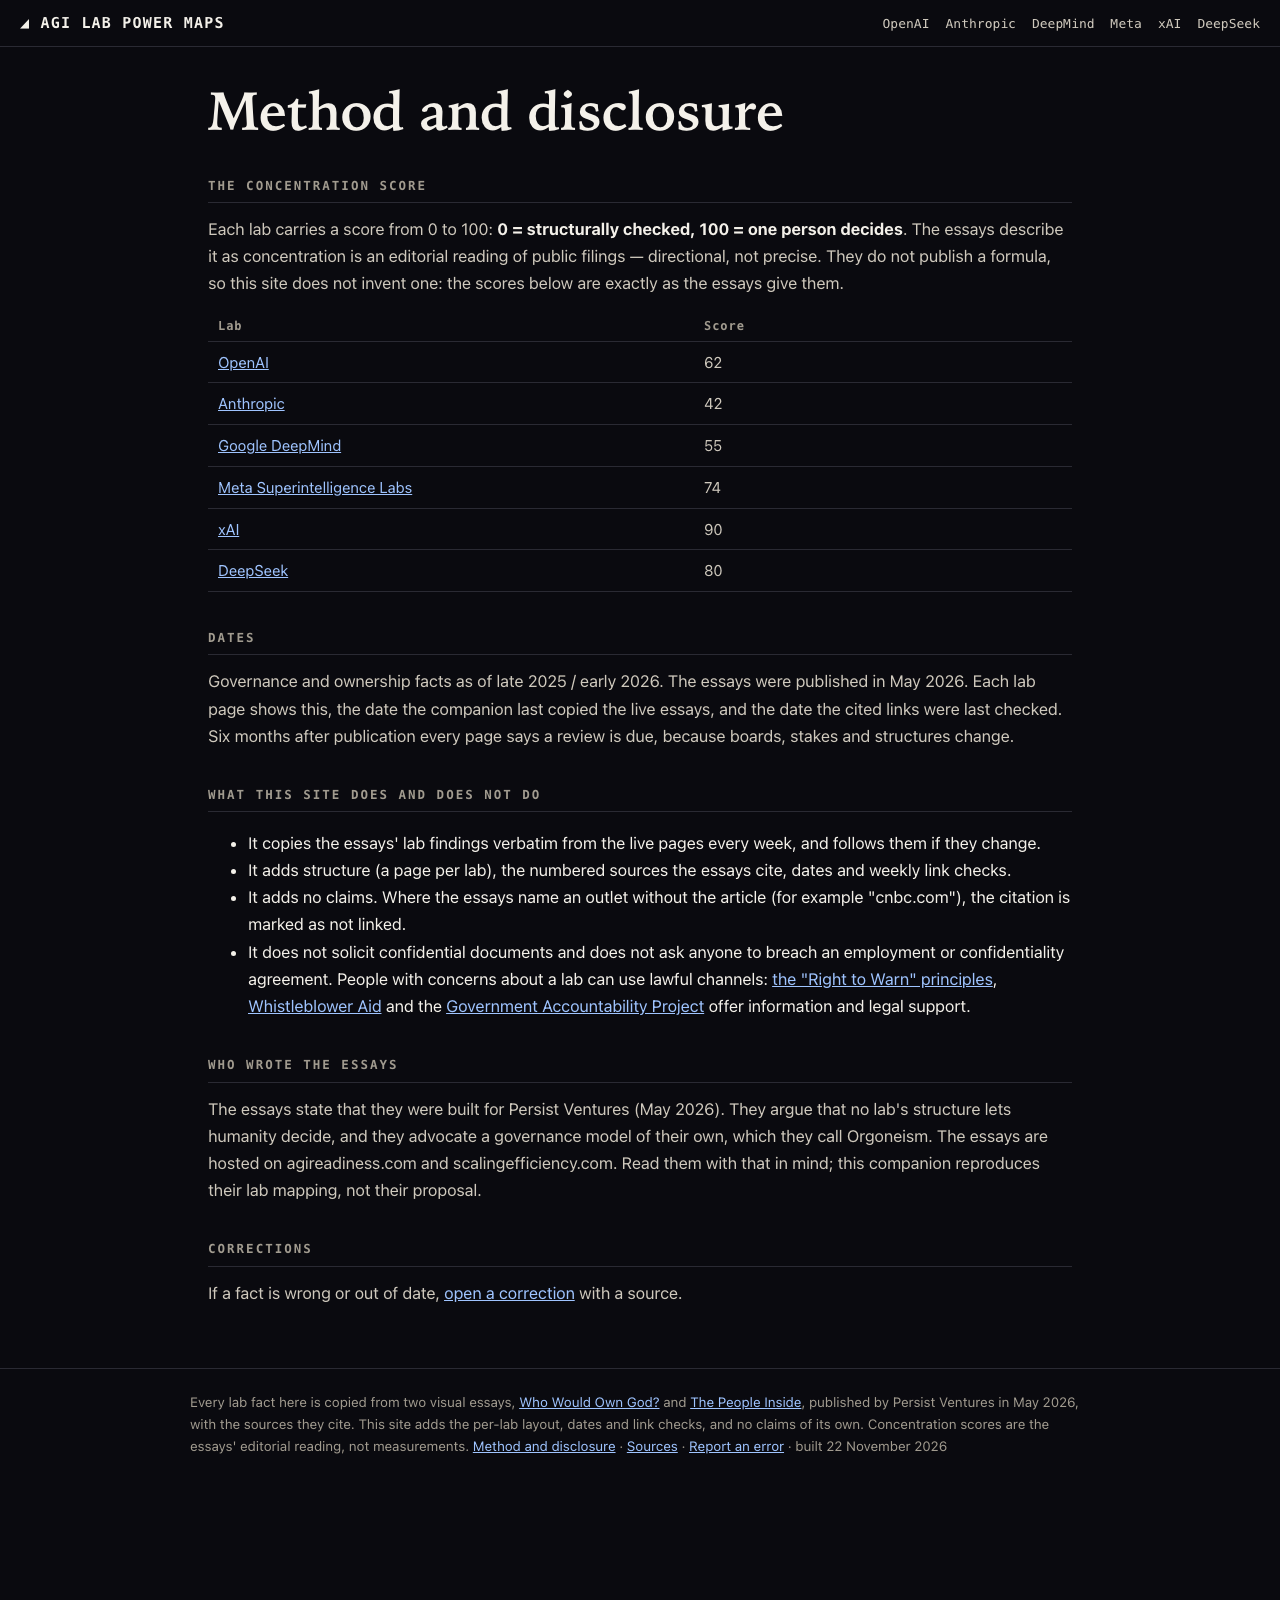 ◢ AGI LAB POWER MAPS
OpenAI Anthropic DeepMind Meta xAI DeepSeek
Method and disclosure
THE CONCENTRATION SCORE
Each lab carries a score from 0 to 100: 0 = structurally checked, 100 = one person decides. The essays describe
it as concentration is an editorial reading of public filings — directional, not precise. They do not publish a formula,
so this site does not invent one: the scores below are exactly as the essays give them.
Lab Score
OpenAI 62
Anthropic 42
Google DeepMind 55
Meta Superintelligence Labs 74
xAI 90
DeepSeek 80
DATES
Governance and ownership facts as of late 2025 / early 2026. The essays were published in May 2026. Each lab
page shows this, the date the companion last copied the live essays, and the date the cited links were last checked.
Six months after publication every page says a review is due, because boards, stakes and structures change.
WHAT THIS SITE DOES AND DOES NOT DO
• It copies the essays' lab findings verbatim from the live pages every week, and follows them if they change.
• It adds structure (a page per lab), the numbered sources the essays cite, dates and weekly link checks.
• It adds no claims. Where the essays name an outlet without the article (for example "cnbc.com"), the citation is
marked as not linked.
• It does not solicit confidential documents and does not ask anyone to breach an employment or confidentiality
agreement. People with concerns about a lab can use lawful channels: the "Right to Warn" principles,
Whistleblower Aid and the Government Accountability Project offer information and legal support.
WHO WROTE THE ESSAYS
The essays state that they were built for Persist Ventures (May 2026). They argue that no lab's structure lets
humanity decide, and they advocate a governance model of their own, which they call Orgoneism. The essays are
hosted on agireadiness.com and scalingefficiency.com. Read them with that in mind; this companion reproduces
their lab mapping, not their proposal.
CORRECTIONS
If a fact is wrong or out of date, open a correction with a source.
Every lab fact here is copied from two visual essays, Who Would Own God? and The People Inside, published by Persist Ventures in May 2026,
with the sources they cite. This site adds the per-lab layout, dates and link checks, and no claims of its own. Concentration scores are the
essays' editorial reading, not measurements. Method and disclosure · Sources · Report an error · built 22 November 2026